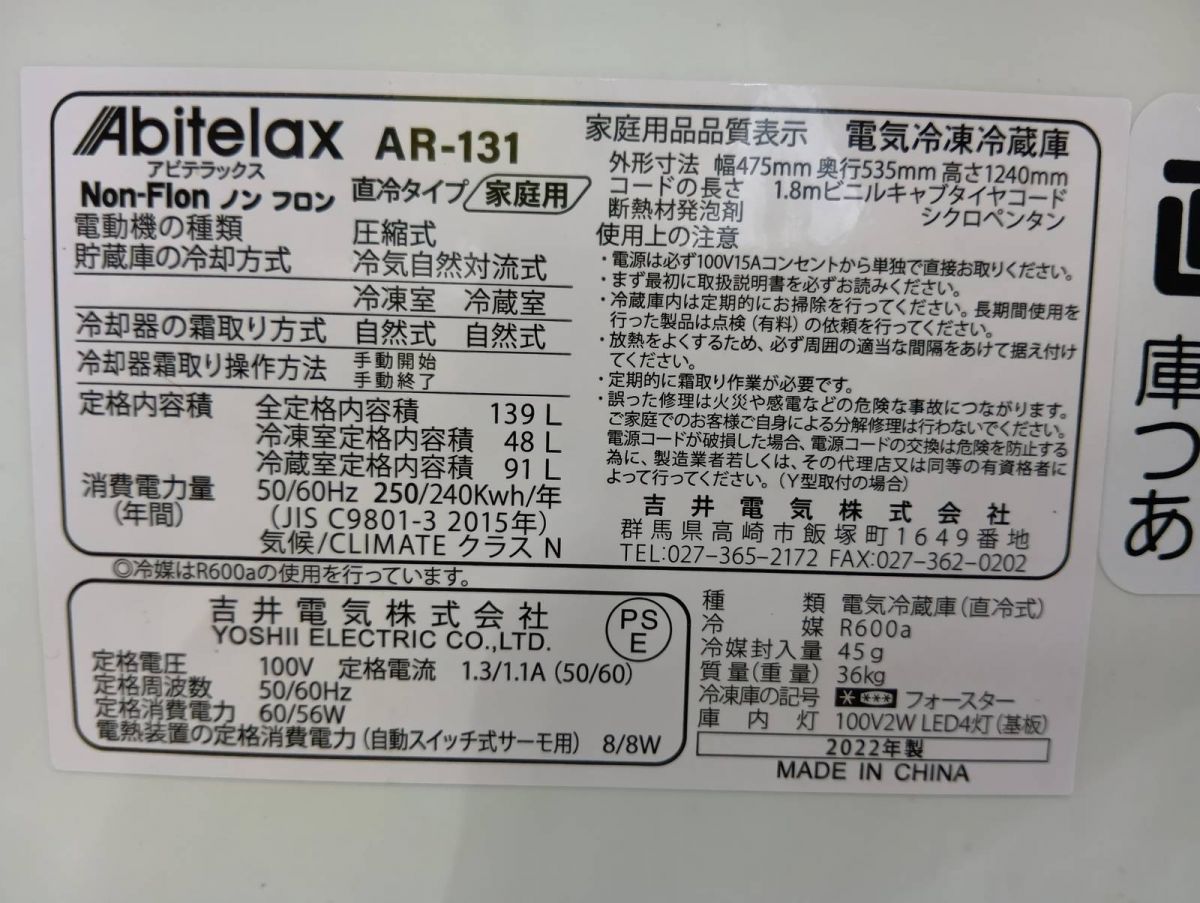 Abitelax AR-131
アビテラックス
Non-Flon ノンフロン 直冷タイプ 家庭用
電動機の種類 圧縮式
貯蔵庫の冷却方式 冷気自然対流式
冷凍室 冷蔵室
冷却器の霜取り方式 自然式 自然式
冷却器霜取り操作方法 手動開始
手動終了
定格内容積 全定格内容積 139 L
冷凍室定格内容積 48 L
冷蔵室定格内容積 91 L
消費電力量 50/60Hz 250/240Kwh/年
(年間) (JIS C9801-3 2015年)
気候/CLIMATE クラス N
家庭用品品質表示 電気冷凍冷蔵庫
外形寸法 幅475mm 奥行535mm 高さ1240mm
コードの長さ 1.8mビニルキャブタイヤコード
断熱材発泡剤 シクロペンタン
使用上の注意
・電源は必ず100V15Aコンセントから単独で直接お取りください。
・まず最初に取扱説明書を必ずお読みください。
・冷蔵庫内は定期的にお掃除を行ってください。長期間使用を
行った製品は点検(有料)の依頼を行ってください。
・放熱をよくするため、必ず周囲の適当な間隔をあけて据え付け
てください。
・定期的に霜取り作業が必要です。
・誤った修理は火災や感電などの危険な事故につながります。
ご家庭でのお客様ご自身による分解修理は行わないでください。
電源コードが破損した場合、電源コードの交換は危険を防止する
為に、製造業者若しくは、その代理店又は同等の有資格者に
よって行ってください。(Y型取付の場合)
吉井電気株式会社
群馬県高崎市飯塚町1649番地
TEL:027-365-2172 FAX:027-362-0202
◎冷媒はR600aの使用を行っています。
吉井電気株式会社 PS
YOSHII ELECTRIC CO.,LTD. E
定格電圧 100V 定格電流 1.3/1.1A (50/60)
定格周波数 50/60Hz
定格消費電力 60/56W
電熱装置の定格消費電力(自動スイッチ式サーモ用) 8/8W
種類 電気冷蔵庫(直冷式)
冷媒 R600a
冷媒封入量 45g
質量(重量) 36kg
冷凍庫の記号 フォースター
庫内灯 100V2W LED4灯(基板)
2022年製
MADE IN CHINA
庫
つ
あ